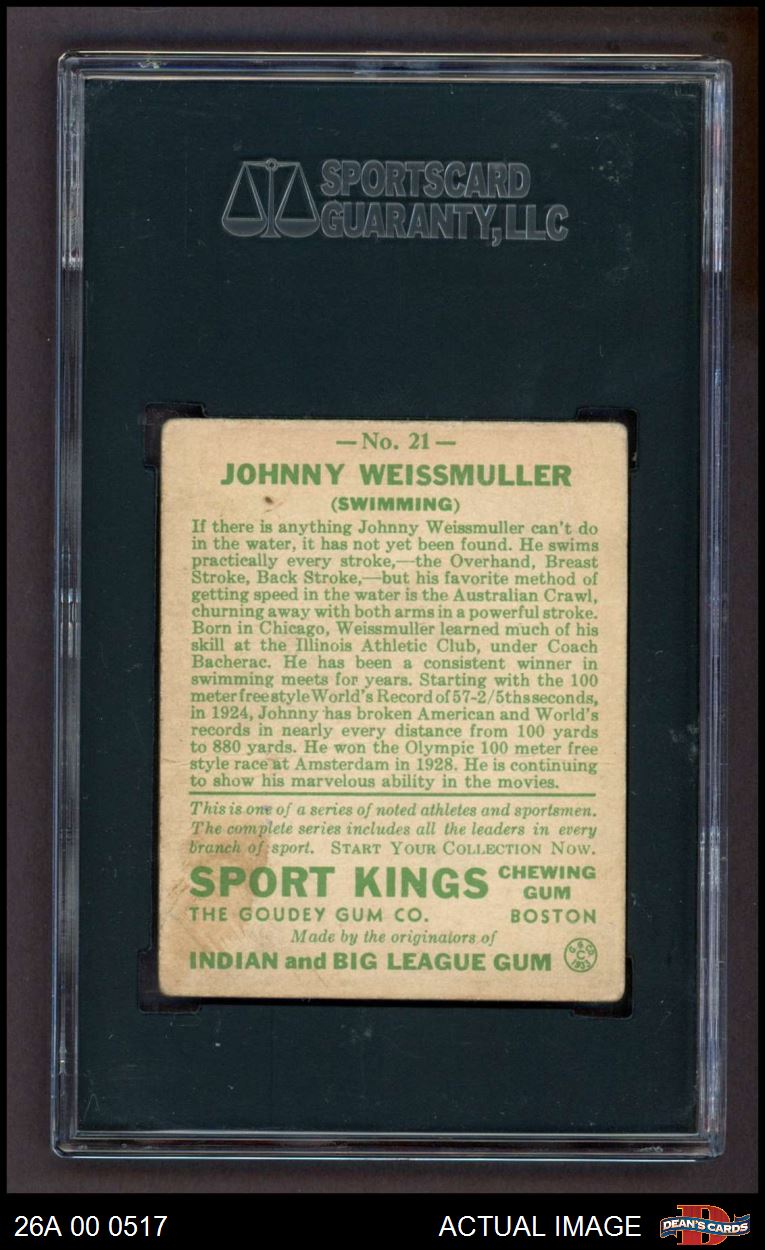 SPORTSCARD
GUARANTY, LLC
—No. 21—
JOHNNY WEISSMULLER
(SWIMMING)
If there is anything Johnny Weissmuller can't do
in the water, it has not yet been found. He swims
practically every stroke,—the Overhand, Breast
Stroke, Back Stroke,—but his favorite method of
getting speed in the water is the Australian Crawl,
churning away with both arms in a powerful stroke.
Born in Chicago, Weissmuller learned much of his
skill at the Illinois Athletic Club, under Coach
Bacherac. He has been a consistent winner in
swimming meets for years. Starting with the 100
meter free style World's Record of 57-2/5ths seconds,
in 1924, Johnny has broken American and World's
records in nearly every distance from 100 yards
to 880 yards. He won the Olympic 100 meter free
style race at Amsterdam in 1928. He is continuing
to show his marvelous ability in the movies.
This is one of a series of noted athletes and sportsmen.
The complete series includes all the leaders in every
branch of sport. START YOUR COLLECTION NOW.
SPORT KINGS CHEWING GUM
THE GOUDEY GUM CO. BOSTON
Made by the originators of
INDIAN and BIG LEAGUE GUM
G. G. Co.
C
1933
26A 00 0517
ACTUAL IMAGE
D
DEAN'S CARDS